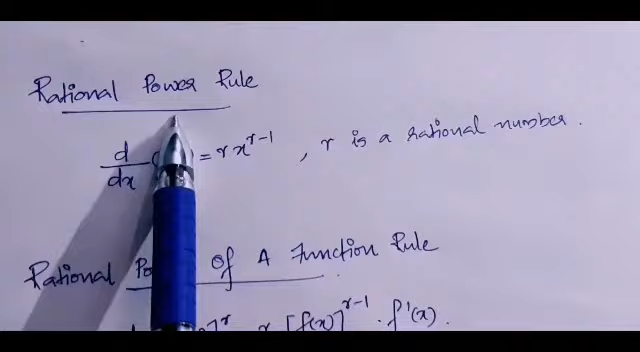 Rational Power Rule
d/dx ( ) = r x^{r-1} , r is a rational number.
Rational Po of A Function Rule
]^r [f(x)]^{r-1} . f'(x).